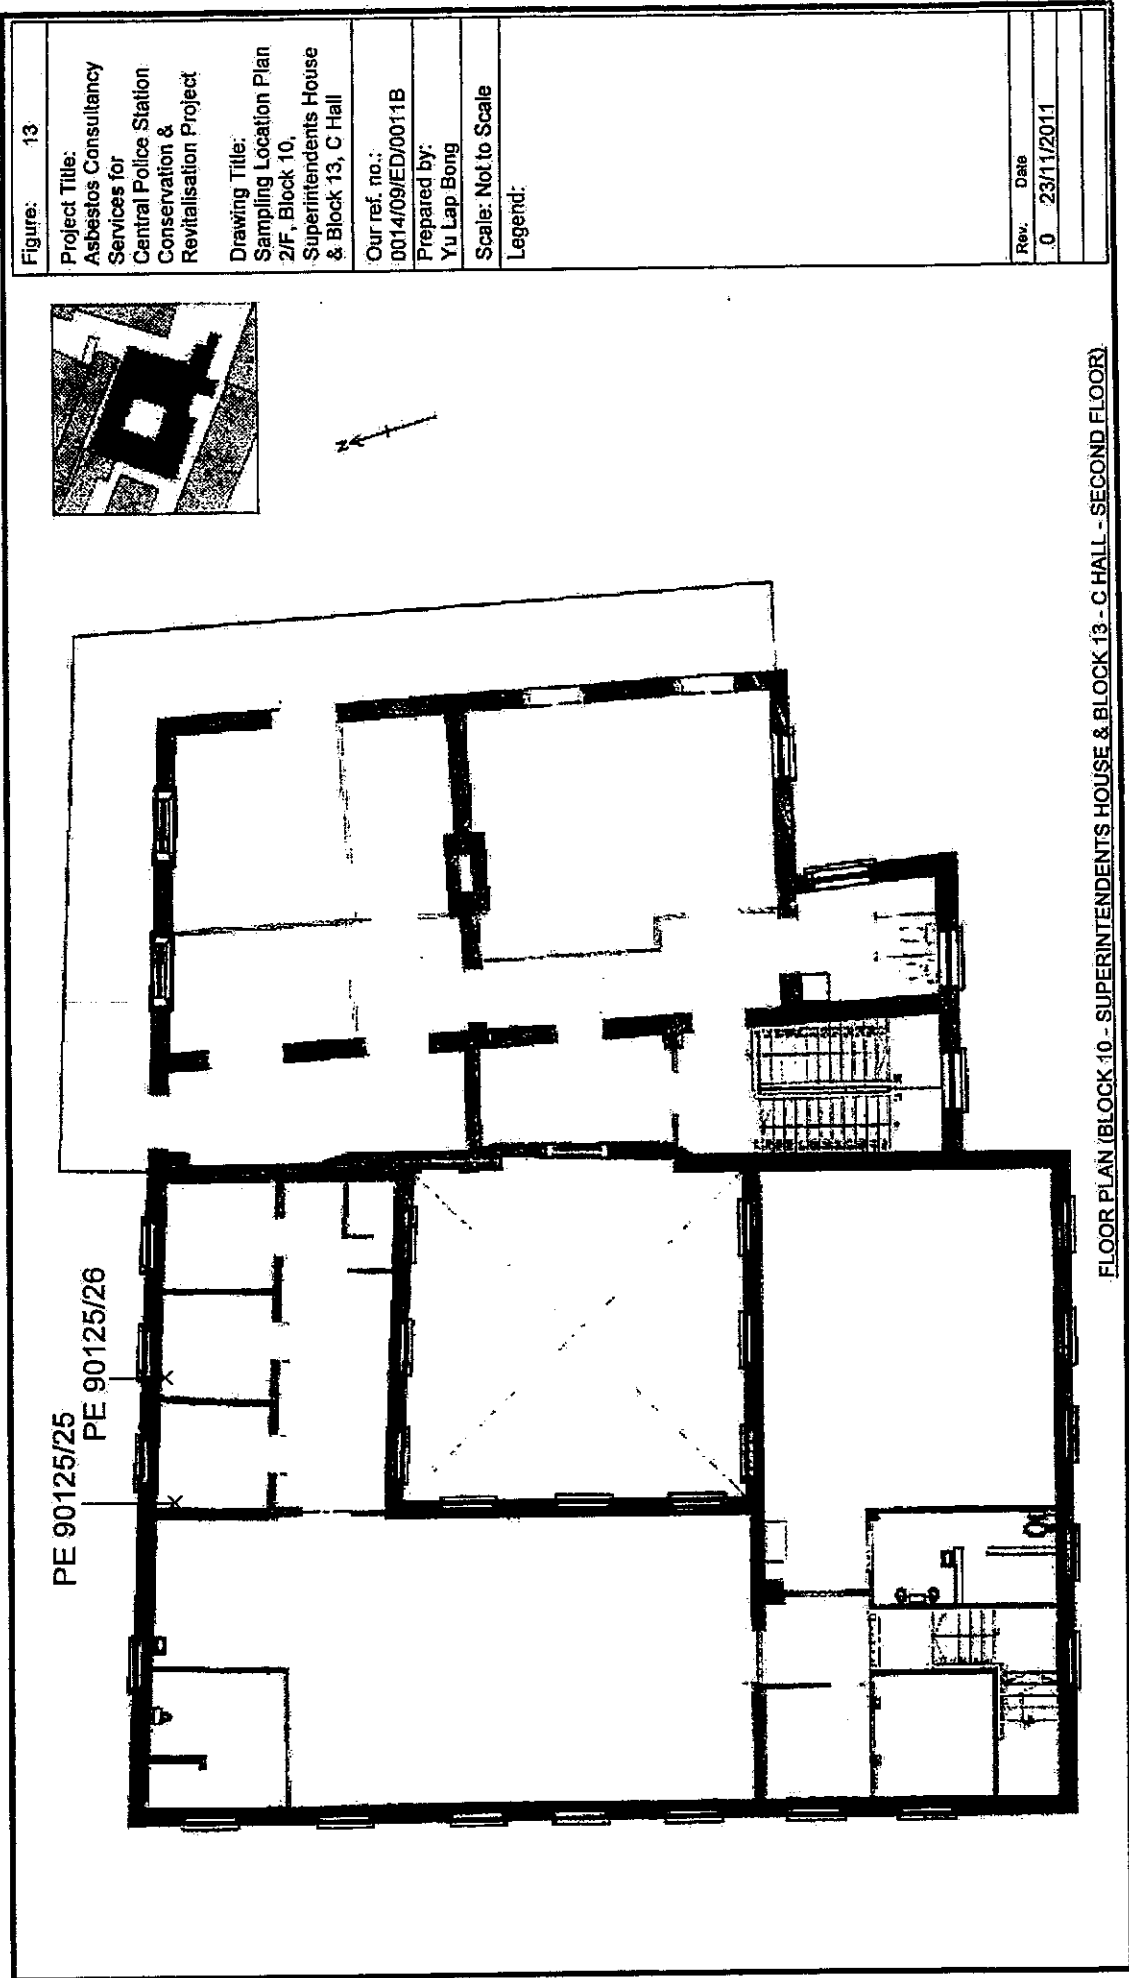 Figure: 13
Project Title:
Asbestos Consultancy
Services for
Central Police Station
Conservation &
Revitalisation Project
Drawing Title:
Sampling Location Plan
2/F, Block 10,
Superintendents House
& Block 13, C Hall
Our ref. no.:
0014/09/ED/0011B
Prepared by:
Yu Lap Bong
Scale: Not to Scale
Legend:
Rev. Date
0 23/11/2011
N
PE 90125/25
PE 90125/26
FLOOR PLAN (BLOCK 10 - SUPERINTENDENTS HOUSE & BLOCK 13 - C HALL - SECOND FLOOR)